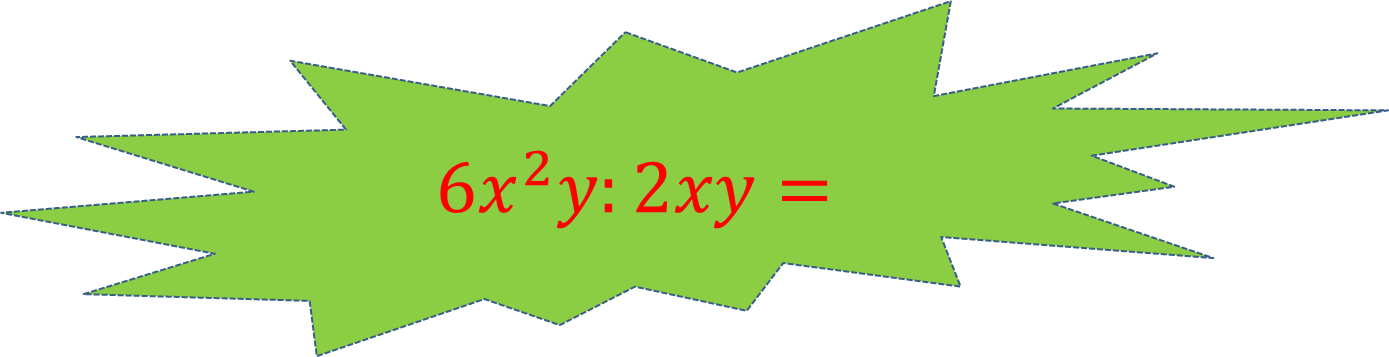 6x²y: 2xy =